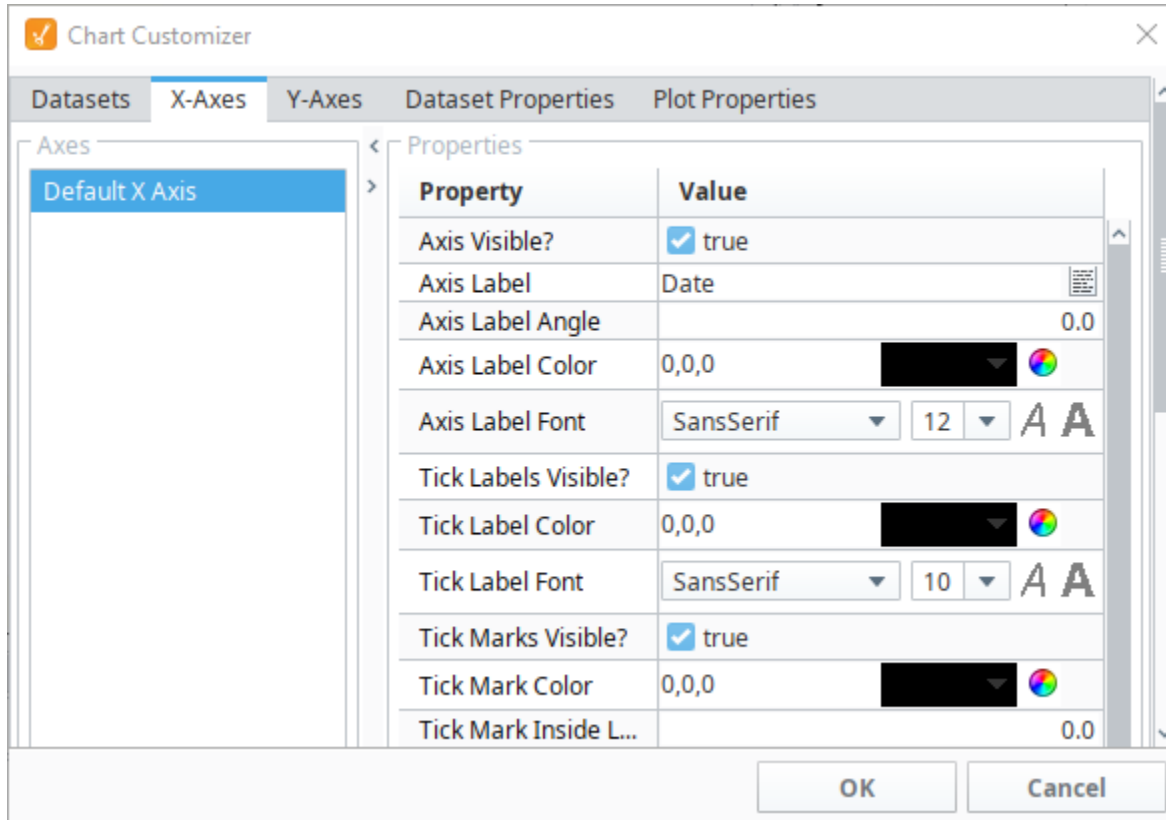 Chart Customizer
Datasets X-Axes Y-Axes Dataset Properties Plot Properties
Axes
Default X Axis
Properties
Property Value
Axis Visible? true
Axis Label Date
Axis Label Angle 0.0
Axis Label Color 0,0,0
Axis Label Font SansSerif 12 A A
Tick Labels Visible? true
Tick Label Color 0,0,0
Tick Label Font SansSerif 10 A A
Tick Marks Visible? true
Tick Mark Color 0,0,0
Tick Mark Inside L... 0.0
OK Cancel